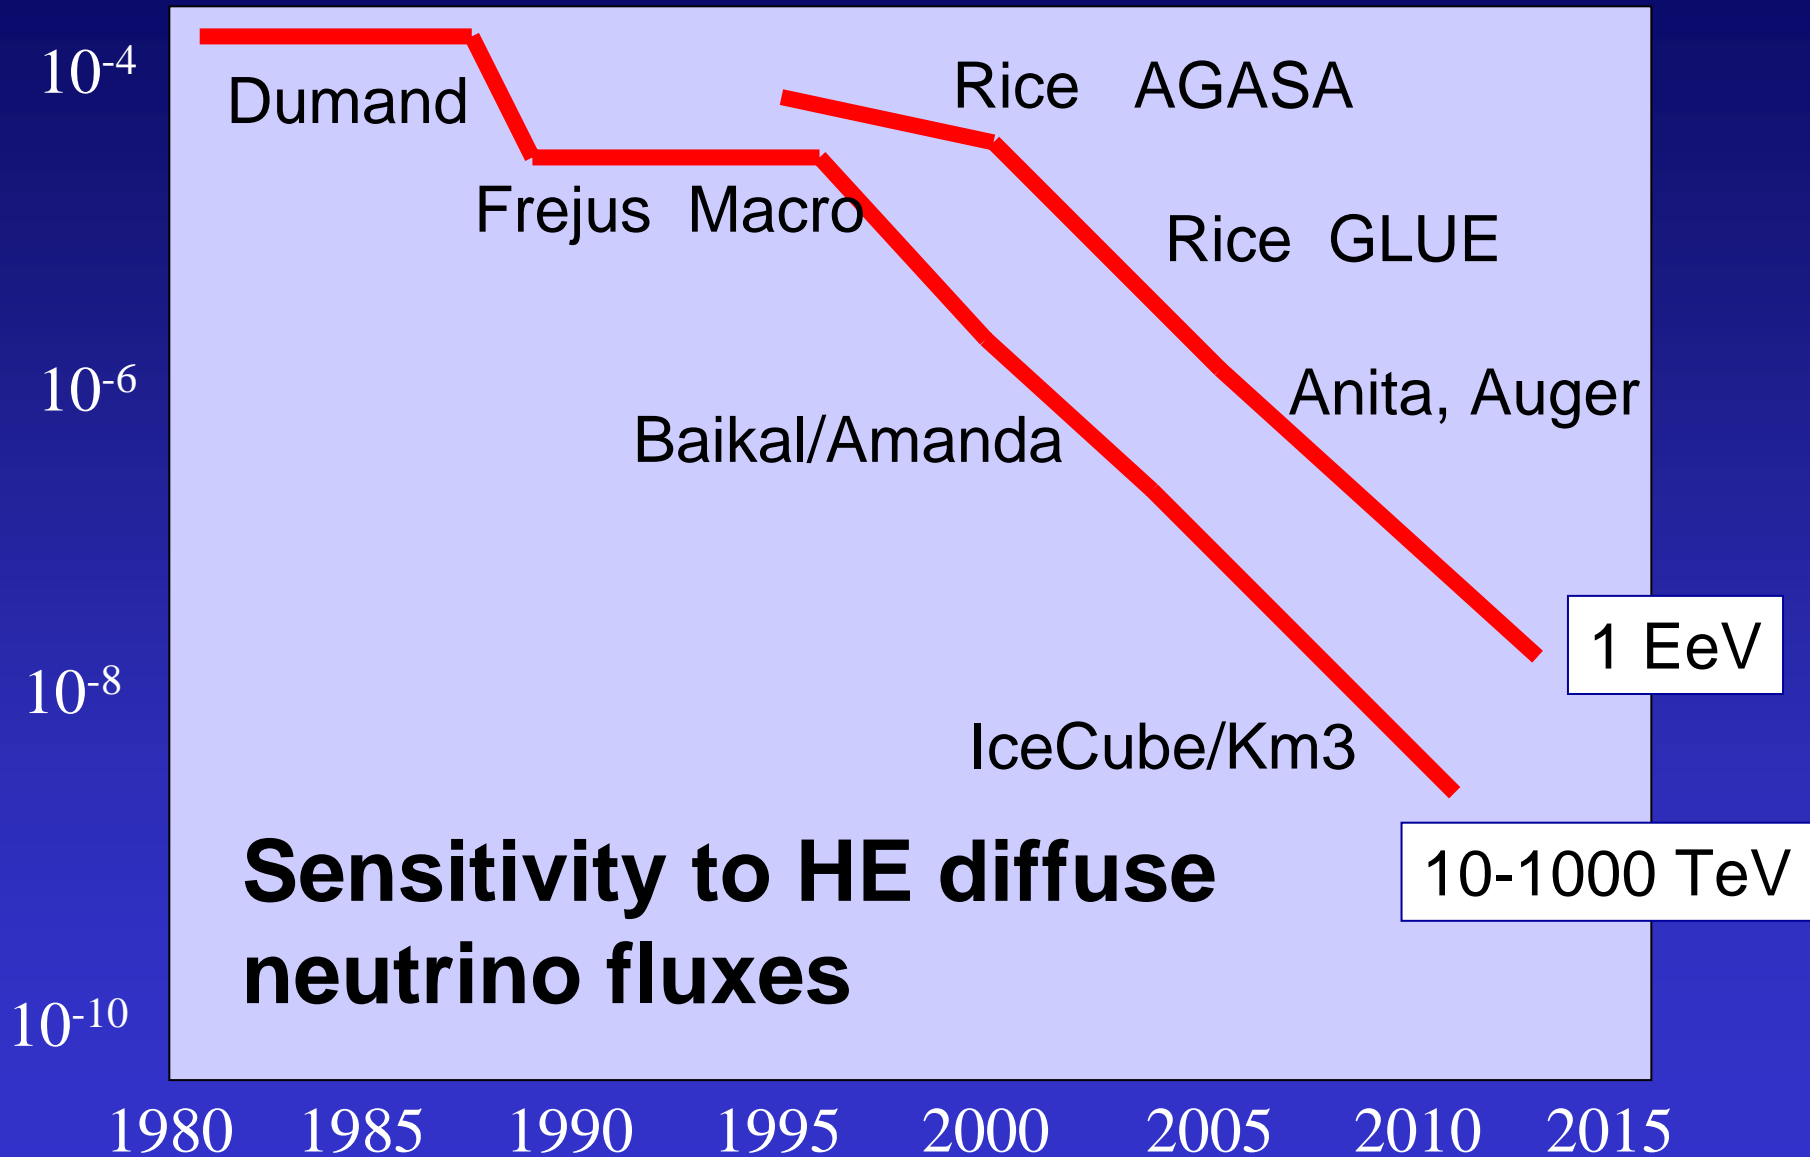 10-4
Dumand
Rice AGASA
Frejus Macro
Rice GLUE
10-6
Anita, Auger
Baikal/Amanda
1 EeV
10-8
IceCube/Km3
10-1000 TeV
Sensitivity to HE diffuse
neutrino fluxes
10-10
1980 1985 1990 1995 2000 2005 2010 2015